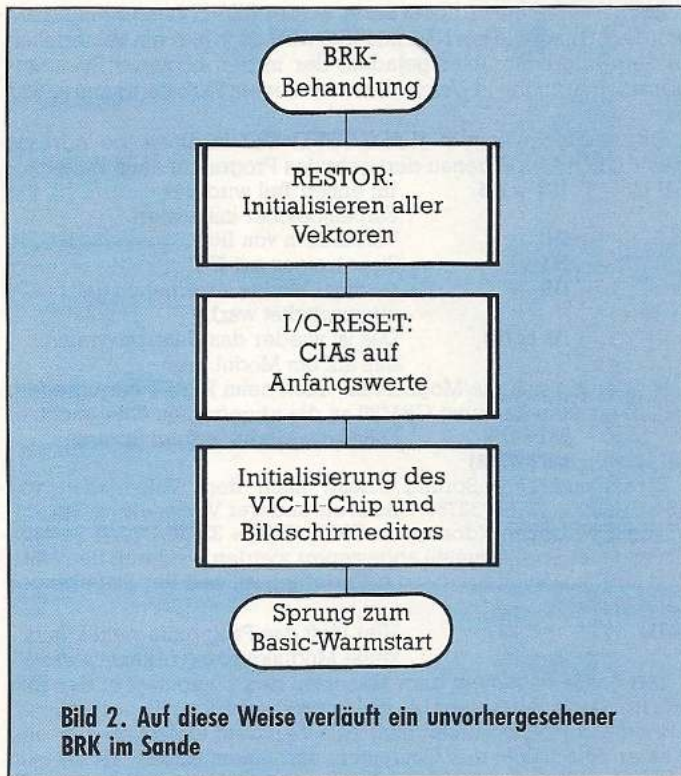 BRK-
Behandlung
RESTOR:
Initialisieren aller
Vektoren
I/O-RESET:
CIAs auf
Anfangswerte
Initialisierung des
VIC-II-Chip und
Bildschirmeditors
Sprung zum
Basic-Warmstart
Bild 2. Auf diese Weise verläuft ein unvorhergesehener
BRK im Sande